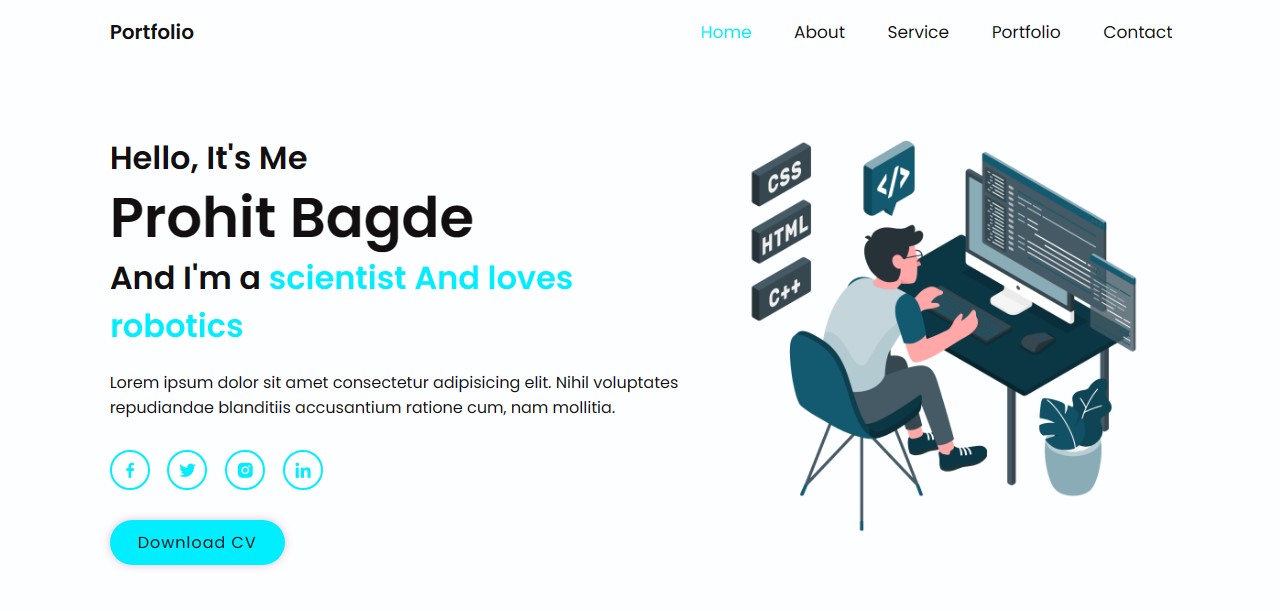 Portfolio
Home About Service Portfolio Contact
Hello, It's Me
Prohit Bagde
And I'm a scientist And loves
robotics
Lorem ipsum dolor sit amet consectetur adipisicing elit. Nihil voluptates
repudiandae blanditiis accusantium ratione cum, nam mollitia.
Download CV
CSS
</>
HTML
C++